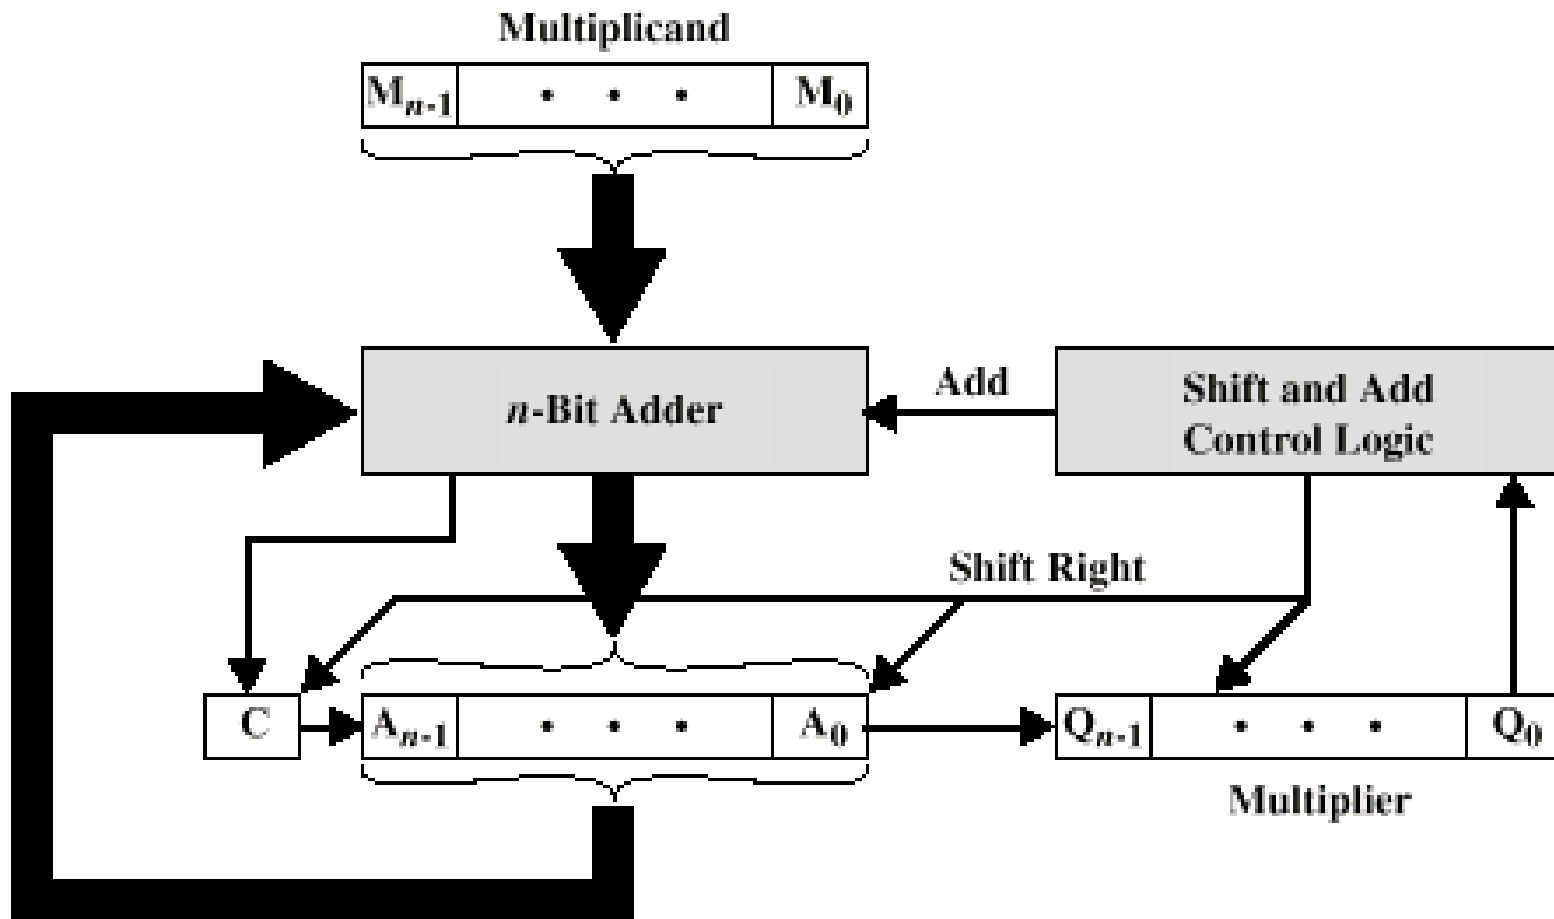 Multiplicand
Mn-1 • • • M0
n-Bit Adder
Add
Shift and Add
Control Logic
Shift Right
C
An-1 • • • A0
Qn-1 • • • Q0
Multiplier